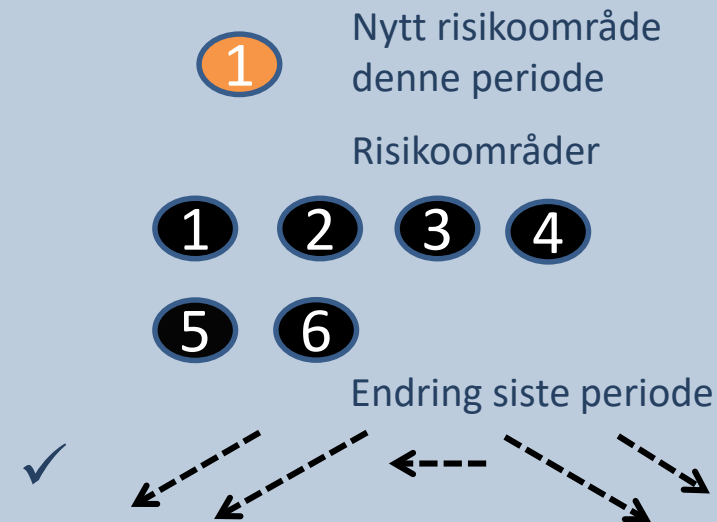 1
Nytt risikoområde
denne periode
Risikoområder
1 2 3 4
5 6
Endring siste periode